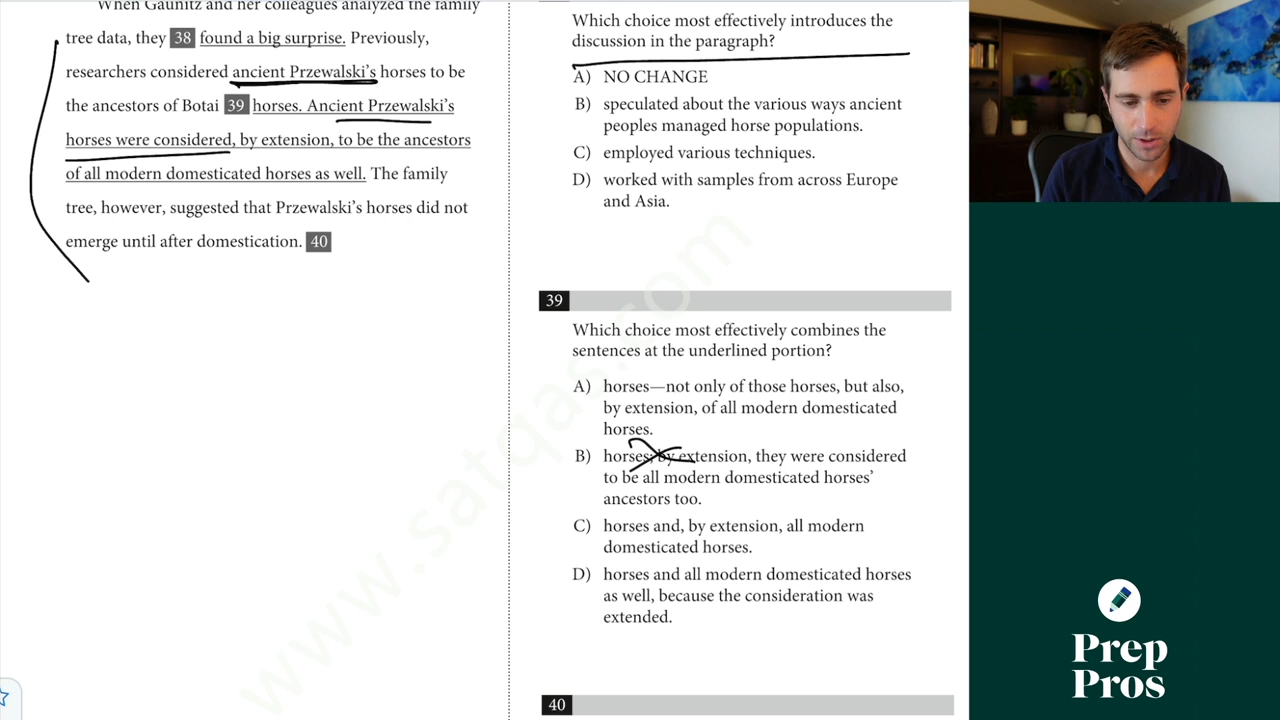 When Gaunitz and her colleagues analyzed the family
tree data, they 38 found a big surprise. Previously,
researchers considered ancient Przewalski's horses to be
the ancestors of Botai 39 horses. Ancient Przewalski's
horses were considered, by extension, to be the ancestors
of all modern domesticated horses as well. The family
tree, however, suggested that Przewalski's horses did not
emerge until after domestication. 40
Which choice most effectively introduces the
discussion in the paragraph?
A) NO CHANGE
B) speculated about the various ways ancient
peoples managed horse populations.
C) employed various techniques.
D) worked with samples from across Europe
and Asia.
39
Which choice most effectively combines the
sentences at the underlined portion?
A) horses—not only of those horses, but also,
by extension, of all modern domesticated
horses.
B) horses; by extension, they were considered
to be all modern domesticated horses'
ancestors too.
C) horses and, by extension, all modern
domesticated horses.
D) horses and all modern domesticated horses
as well, because the consideration was
extended.
40
www.satqas.com
Prep
Pros